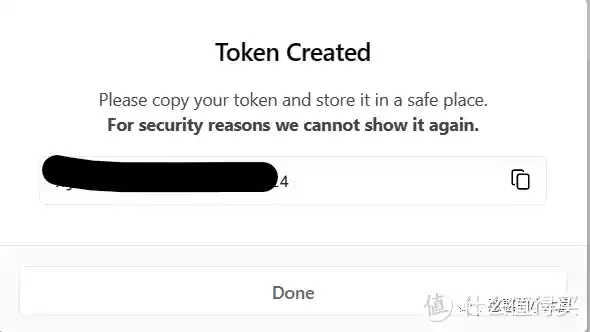 Token Created
Please copy your token and store it in a safe place.
For security reasons we cannot show it again.
Done
值 什么值得买